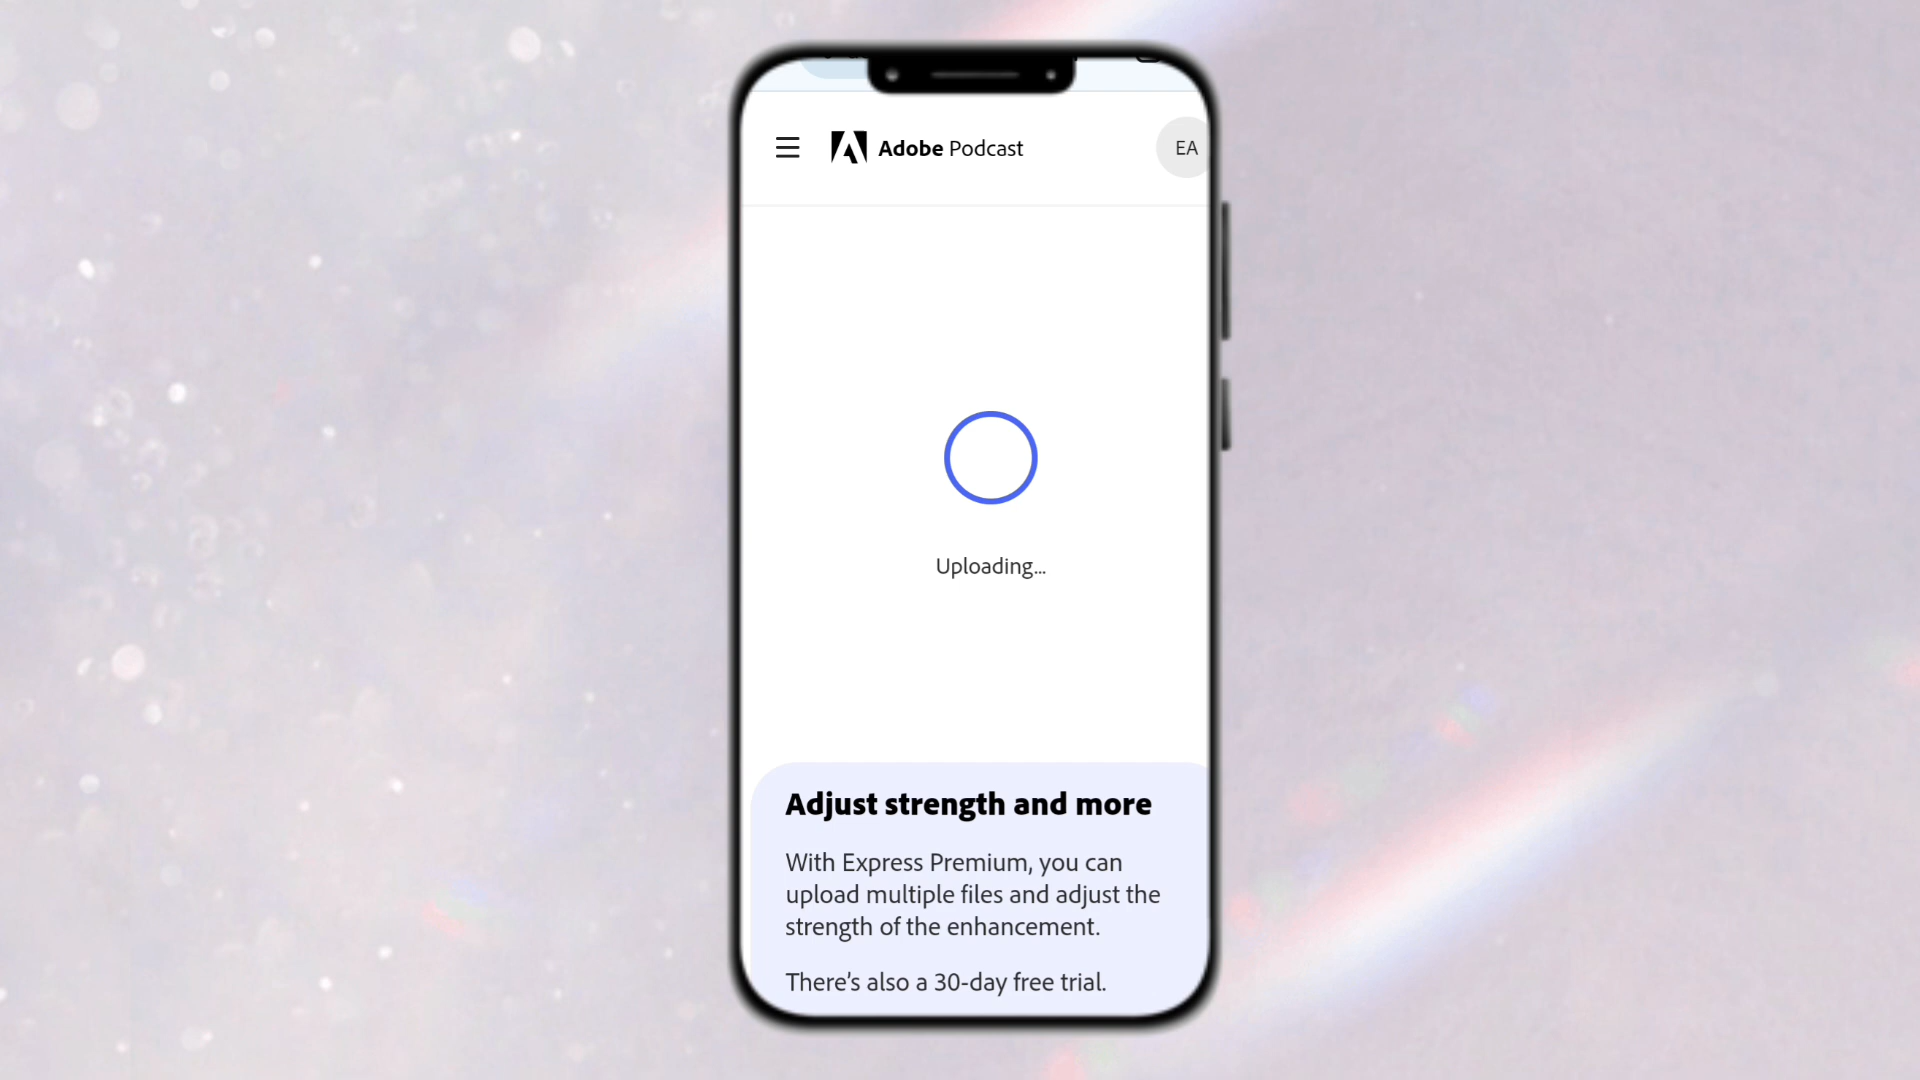 Adobe Podcast
EA
Uploading...
Adjust strength and more
With Express Premium, you can
upload multiple files and adjust the
strength of the enhancement.
There’s also a 30-day free trial.